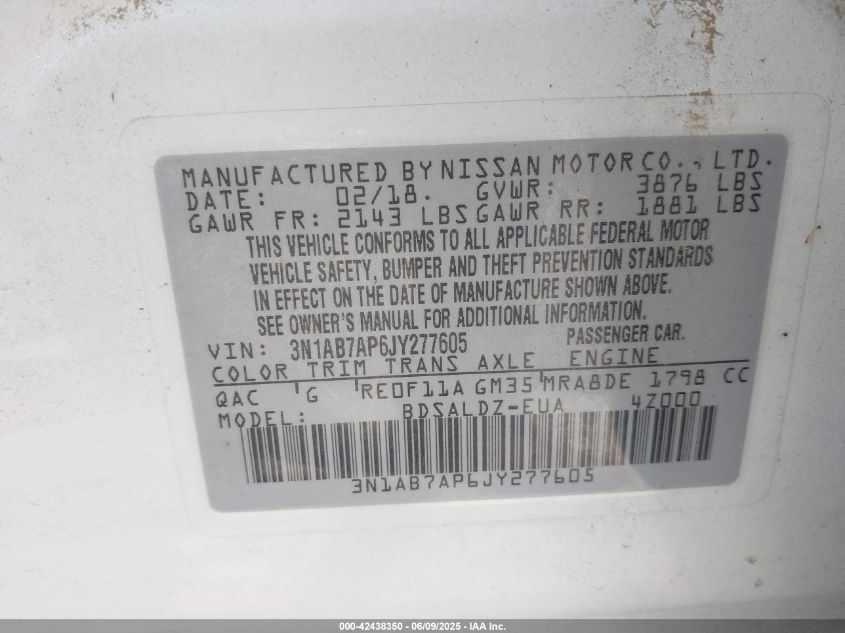 MANUFACTURED BY NISSAN MOTOR CO., LTD.
DATE: 02/18. GVWR: 3876 LBS
GAWR FR: 2143 LBS GAWR RR: 1881 LBS
THIS VEHICLE CONFORMS TO ALL APPLICABLE FEDERAL MOTOR
VEHICLE SAFETY, BUMPER AND THEFT PREVENTION STANDARDS
IN EFFECT ON THE DATE OF MANUFACTURE SHOWN ABOVE.
SEE OWNER'S MANUAL FOR ADDITIONAL INFORMATION.
VIN: 3N1AB7AP6JY277605 PASSENGER CAR.
COLOR TRIM TRANS AXLE ENGINE
QAC G RE0F11A GM35 MRA8DE 1798 CC
MODEL: BDSALDZ-EUA 4Z000
3N1AB7AP6JY277605
000-42438350 - 06/09/2025 - IAA Inc.